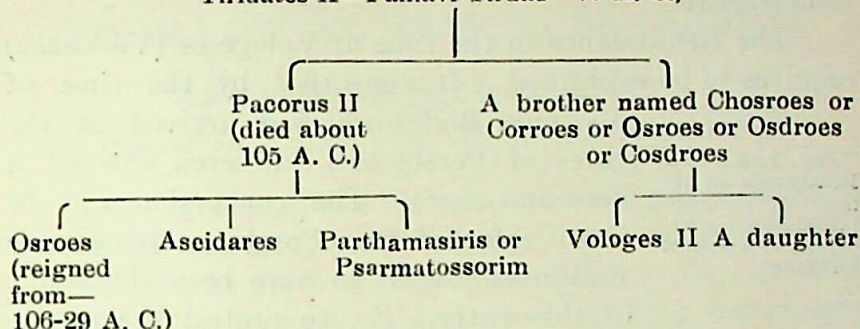 Pacorus II
(died about
105 A. C.)
A brother named Chosroes or
Corroes or Osroes or Osdroes
or Cosdroes
Osroes
(reigned
from—
106-29 A. C.)
Ascidares
Parthamasiris or
Psarmatossorim
Vologes II
A daughter